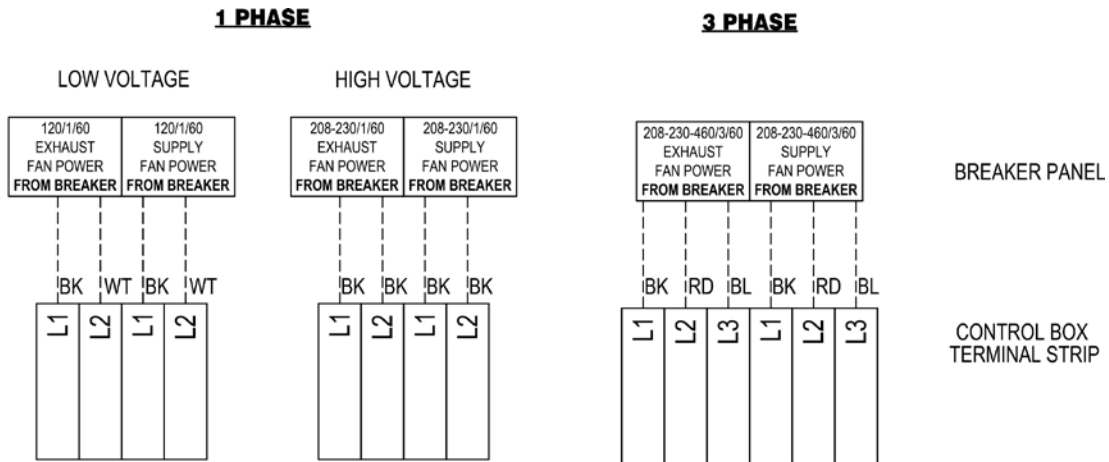 1 PHASE
3 PHASE
LOW VOLTAGE
HIGH VOLTAGE
120/1/60
EXHAUST
FAN POWER
FROM BREAKER
120/1/60
SUPPLY
FAN POWER
FROM BREAKER
208-230/1/60
EXHAUST
FAN POWER
FROM BREAKER
208-230/1/60
SUPPLY
FAN POWER
FROM BREAKER
208-230-460/3/60
EXHAUST
FAN POWER
FROM BREAKER
208-230-460/3/60
SUPPLY
FAN POWER
FROM BREAKER
BREAKER PANEL
BK WT BK WT
BK BK BK BK
BK RD BL BK RD BL
L1 L2 L1 L2
L1 L2 L1 L2
L1 L2 L3 L1 L2 L3
CONTROL BOX
TERMINAL STRIP